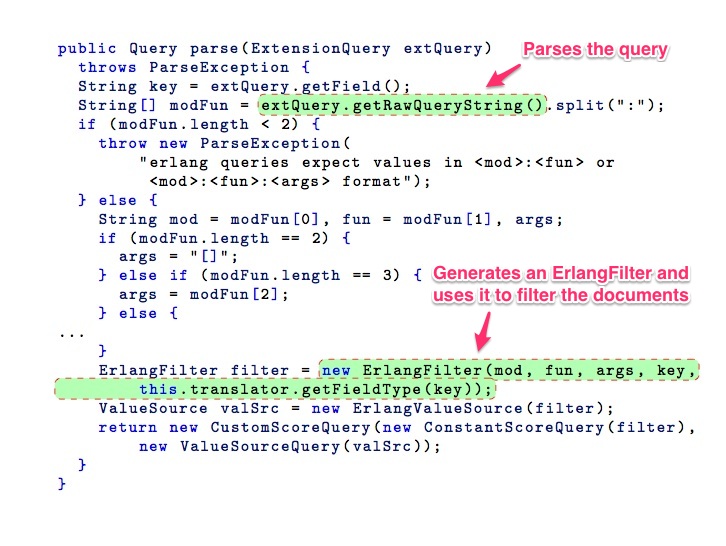 public Query parse(ExtensionQuery extQuery)
Parses the query
throws ParseException {
String key = extQuery.getField();
String[] modFun = extQuery.getRawQueryString().split(":");
if (modFun.length < 2) {
throw new ParseException(
"erlang queries expect values in <mod>:<fun> or
<mod>:<fun>:<args> format");
} else {
String mod = modFun[0], fun = modFun[1], args;
if (modFun.length == 2) {
args = "[]";
} else if (modFun.length == 3) {
args = modFun[2];
} else {
Generates an ErlangFilter and
uses it to filter the documents
...
}
ErlangFilter filter = new ErlangFilter(mod, fun, args, key,
this.translator.getFieldType(key));
ValueSource valSrc = new ErlangValueSource(filter);
return new CustomScoreQuery(new ConstantScoreQuery(filter),
new ValueSourceQuery(valSrc));
}
}